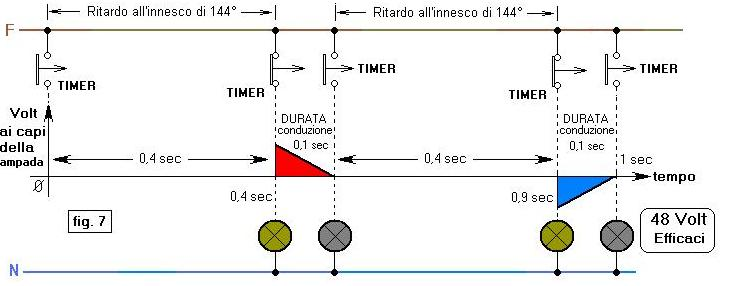 Ritardo all'innesco di 144°
Ritardo all'innesco di 144°
F
TIMER
TIMER
TIMER
TIMER
TIMER
Volt
ai capi
della
ampada
DURATA
conduzione
0,1 sec
DURATA
conduzione
0,1 sec
0,4 sec
0,4 sec
1 sec
tempo
0
0,4 sec
0,9 sec
fig. 7
48 Volt
Efficaci
N